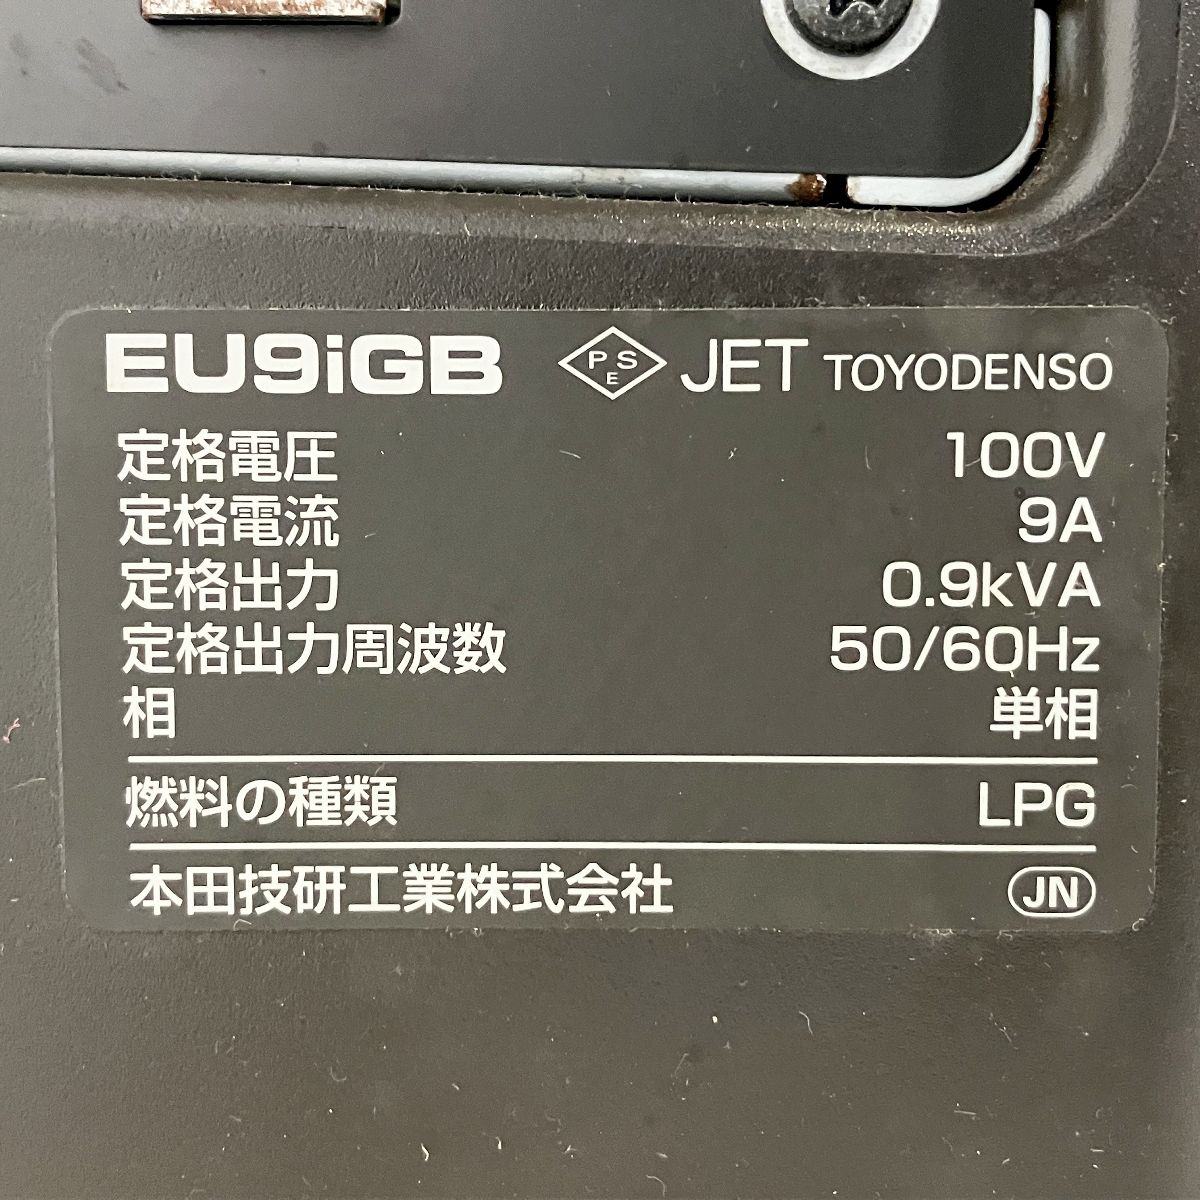 EU9iGB PSE JET TOYODENSO
定格電圧 100V
定格電流 9A
定格出力 0.9kVA
定格出力周波数 50/60Hz
相 単相
燃料の種類 LPG
本田技研工業株式会社 JN